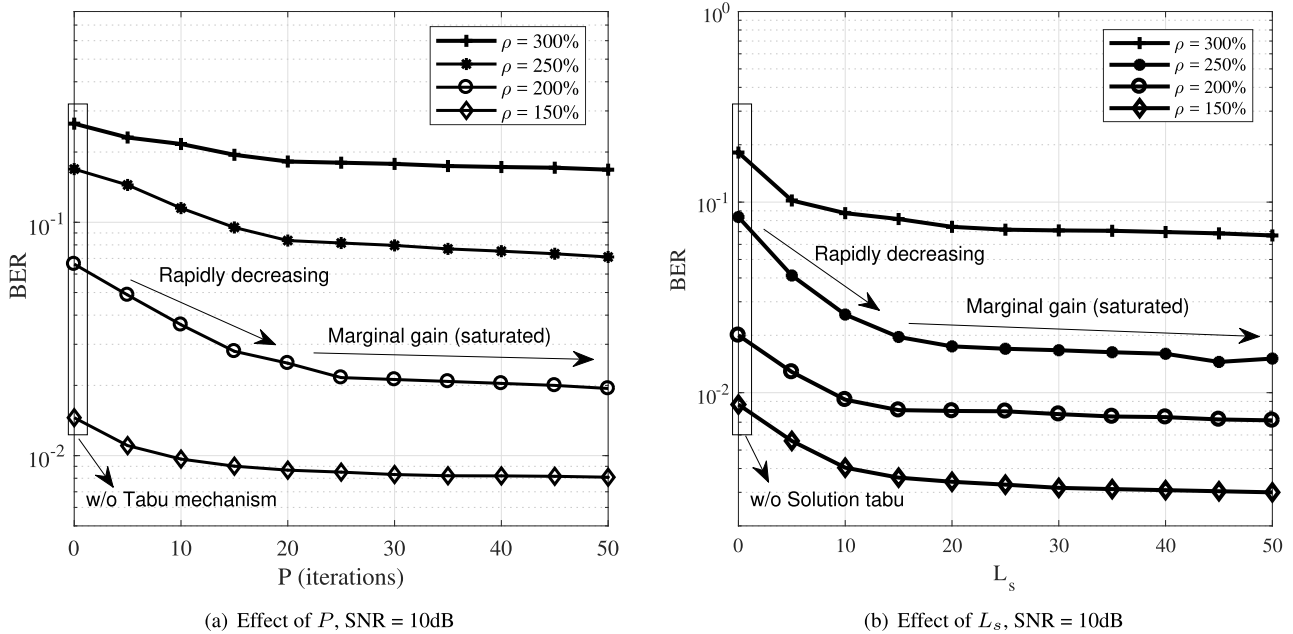 ρ = 300%
ρ = 250%
ρ = 200%
ρ = 150%
10^-1
10^-2
BER
Rapidly decreasing
Marginal gain (saturated)
w/o Tabu mechanism
0 10 20 30 40 50
P (iterations)
(a) Effect of P, SNR = 10dB
10^0
10^-1
10^-2
BER
ρ = 300%
ρ = 250%
ρ = 200%
ρ = 150%
Rapidly decreasing
Marginal gain (saturated)
w/o Solution tabu
0 10 20 30 40 50
L_s
(b) Effect of L_s, SNR = 10dB